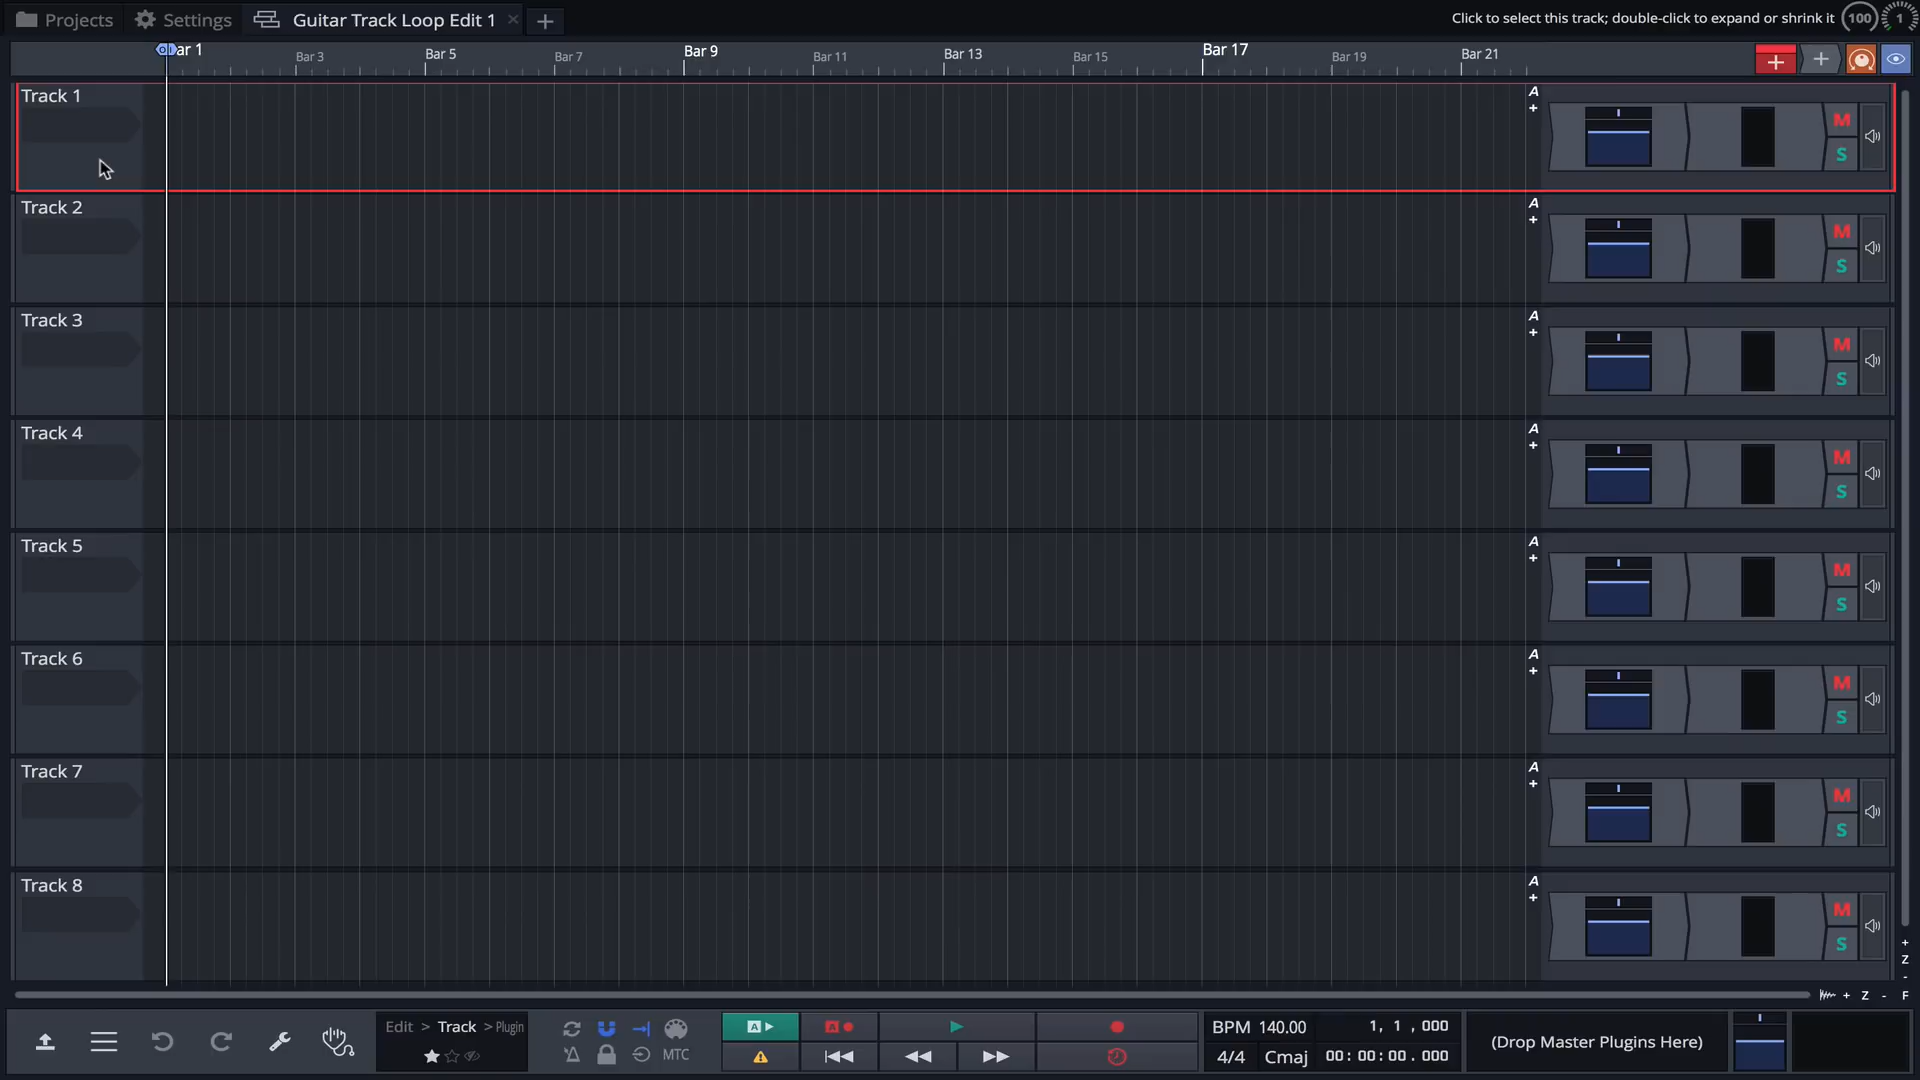 Projects
Settings
Guitar Track Loop Edit 1
Click to select this track; double-click to expand or shrink it
100
1
ar 1
Bar 3
Bar 5
Bar 7
Bar 9
Bar 11
Bar 13
Bar 15
Bar 17
Bar 19
Bar 21
Track 1
A
+
M
S
Track 2
A
+
M
S
Track 3
A
+
M
S
Track 4
A
+
M
S
Track 5
A
+
M
S
Track 6
A
+
M
S
Track 7
A
+
M
S
Track 8
A
+
M
S
+
Z
-
+ Z - F
Edit > Track > Plugin
MTC
A
A
BPM 140.00
1, 1 , 000
4/4 Cmaj
00: 00: 00 . 000
(Drop Master Plugins Here)